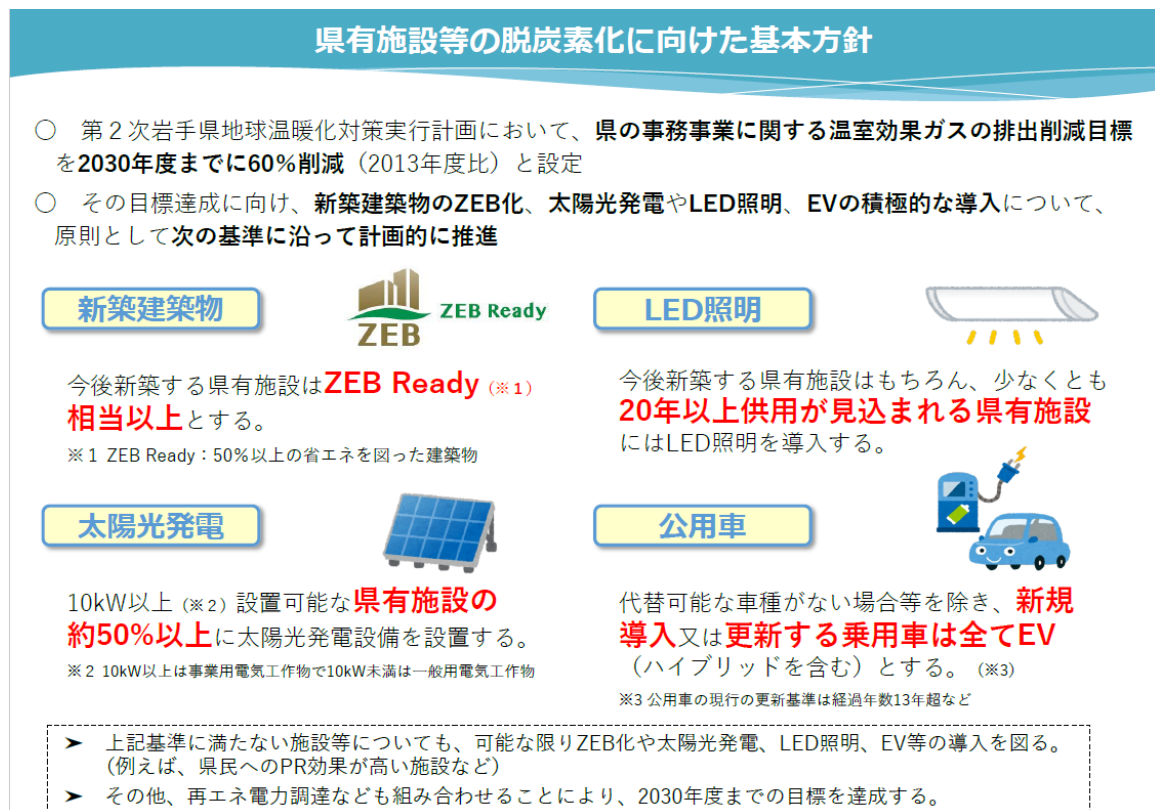 県有施設等の脱炭素化に向けた基本方針
○　第２次岩手県地球温暖化対策実行計画において、県の事務事業に関する温室効果ガスの排出削減目標
を2030年度までに60%削減（2013年度比）と設定
○　その目標達成に向け、新築建築物のZEB化、太陽光発電やLED照明、EVの積極的な導入について、
原則として次の基準に沿って計画的に推進
新築建築物
ZEB
ZEB Ready
今後新築する県有施設はZEB Ready（※１）
相当以上とする。
※１ ZEB Ready：50%以上の省エネを図った建築物
LED照明
今後新築する県有施設はもちろん、少なくとも
20年以上供用が見込まれる県有施設
にはLED照明を導入する。
太陽光発電
10kW以上（※２）設置可能な県有施設の
約50%以上に太陽光発電設備を設置する。
※２ 10kW以上は事業用電気工作物で10kW未満は一般用電気工作物
公用車
代替可能な車種がない場合等を除き、新規
導入又は更新する乗用車は全てEV
（ハイブリッドを含む）とする。（※3）
※3 公用車の現行の更新基準は経過年数13年超など
➤　上記基準に満たない施設等についても、可能な限りZEB化や太陽光発電、LED照明、EV等の導入を図る。
（例えば、県民へのPR効果が高い施設など）
➤　その他、再エネ電力調達なども組み合わせることにより、2030年度までの目標を達成する。